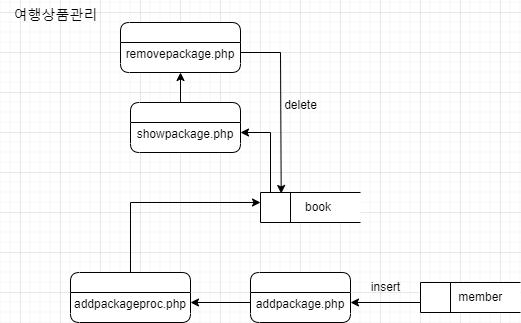 여행상품관리
removepackage.php
delete
showpackage.php
book
insert
addpackageproc.php
addpackage.php
member